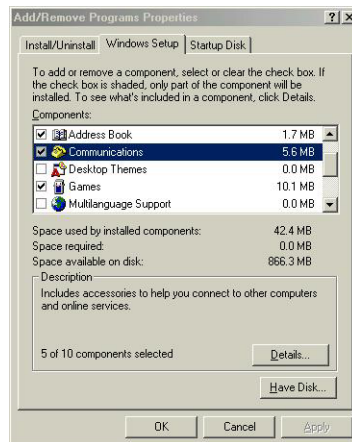 Add/Remove Programs Properties
Install/Uninstall Windows Setup Startup Disk
To add or remove a component, select or clear the check box. If
the check box is shaded, only part of the component will be
installed. To see what's included in a component, click Details.
Components:
Address Book 1.7 MB
Communications 5.6 MB
Desktop Themes 0.0 MB
Games 10.1 MB
Multilanguage Support 0.0 MB
Space used by installed components: 42.4 MB
Space required: 0.0 MB
Space available on disk: 866.3 MB
Description
Includes accessories to help you connect to other computers
and online services.
5 of 10 components selected
Details...
Have Disk...
OK Cancel Apply